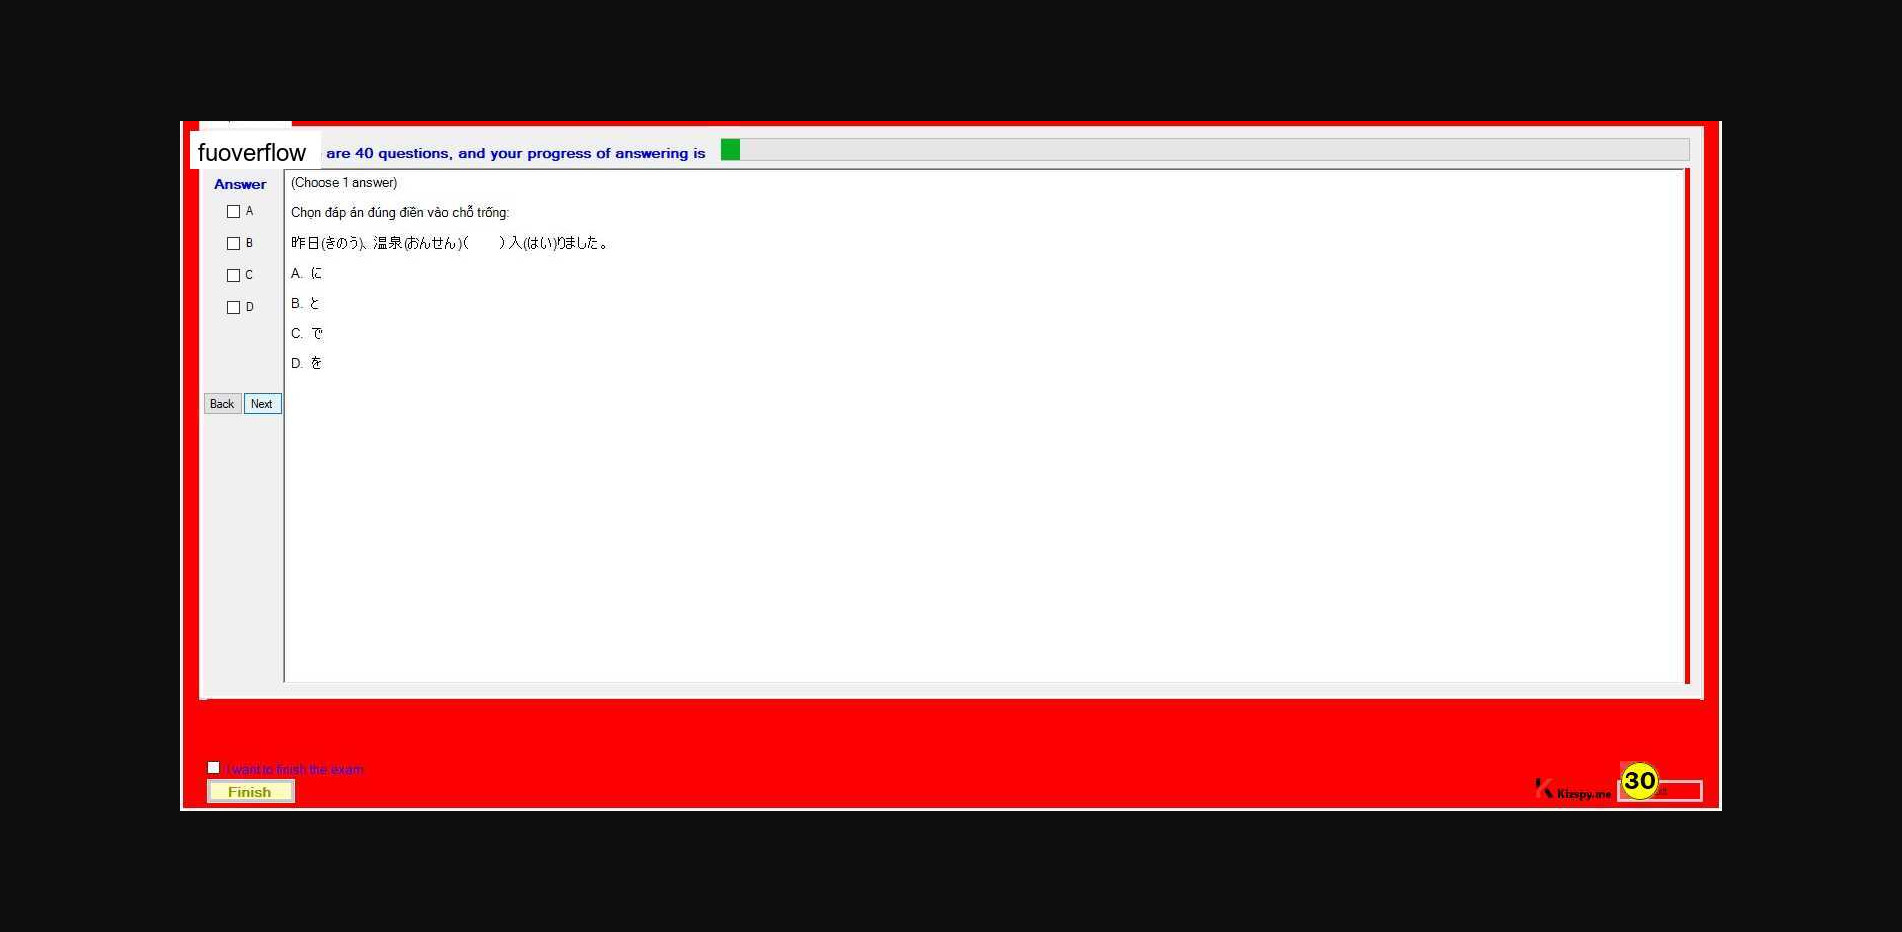 fuoverflow are 40 questions, and your progress of answering is
Answer
(Choose 1 answer)
A
Chọn đáp án đúng điền vào chỗ trống:
B
昨日(きのう)、温泉(おんせん)(　　)入(はい)りました。
C
A. に
D
B. と
C. で
D. を
Back Next
I want to finish the exam
Finish
Kizspy.me
30